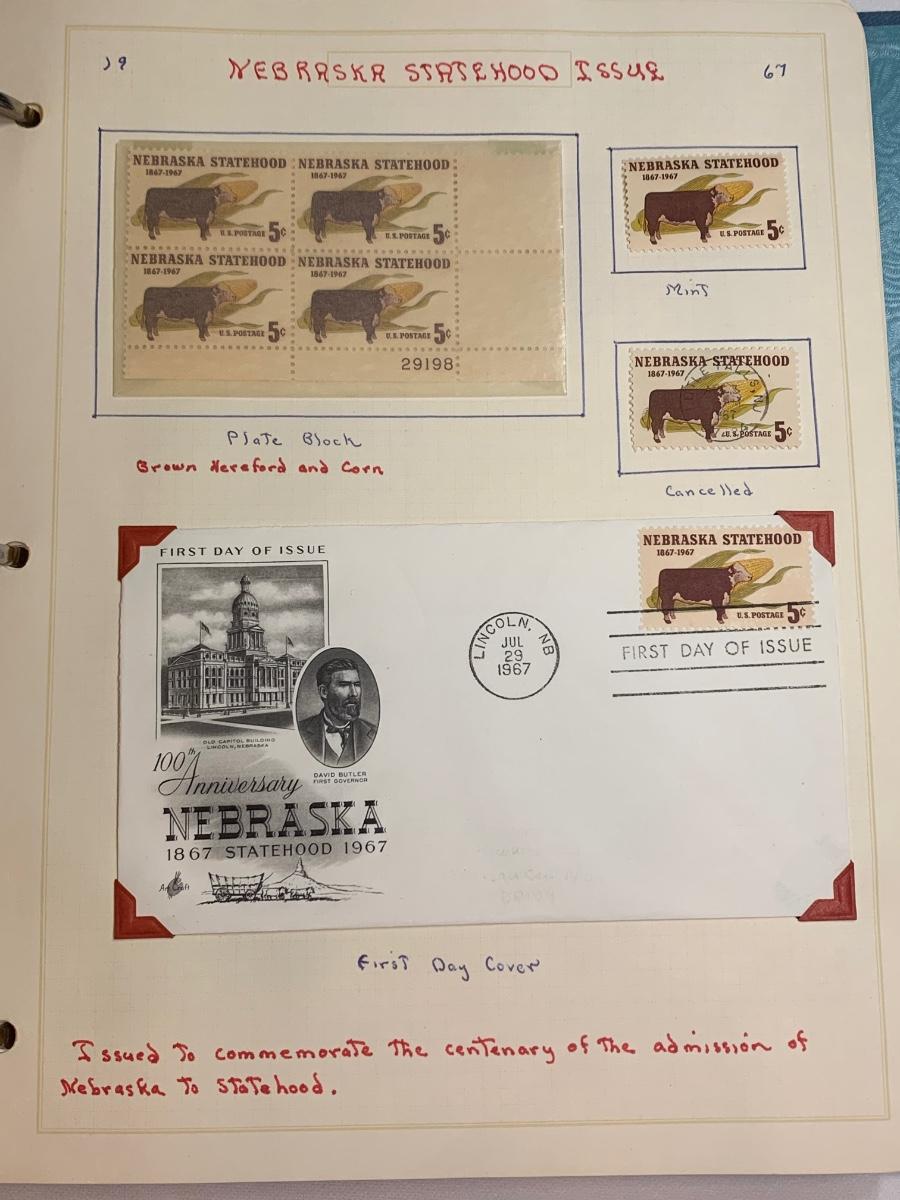 19
NEBRASKA STATEHOOD ISSUE
67
NEBRASKA STATEHOOD
1867-1967
U.S. POSTAGE 5¢
NEBRASKA STATEHOOD
1867-1967
U.S. POSTAGE 5¢
NEBRASKA STATEHOOD
1867-1967
U.S. POSTAGE 5¢
NEBRASKA STATEHOOD
1867-1967
U.S. POSTAGE 5¢
29198
Plate Block
Brown Hereford and Corn
NEBRASKA STATEHOOD
1867-1967
U.S. POSTAGE 5¢
Mint
NEBRASKA STATEHOOD
1867-1967
U.S. POSTAGE 5¢
Cancelled
FIRST DAY OF ISSUE
OLD CAPITOL BUILDING
LINCOLN, NEBRASKA
DAVID BUTLER
FIRST GOVERNOR
100th
Anniversary
NEBRASKA
1867 STATEHOOD 1967
Art Craft
LINCOLN, NB
JUL
29
1967
NEBRASKA STATEHOOD
1867-1967
U.S. POSTAGE 5¢
FIRST DAY OF ISSUE
First Day Cover
Issued To commemorate The centenary of The admission of
Nebraska To Statehood.